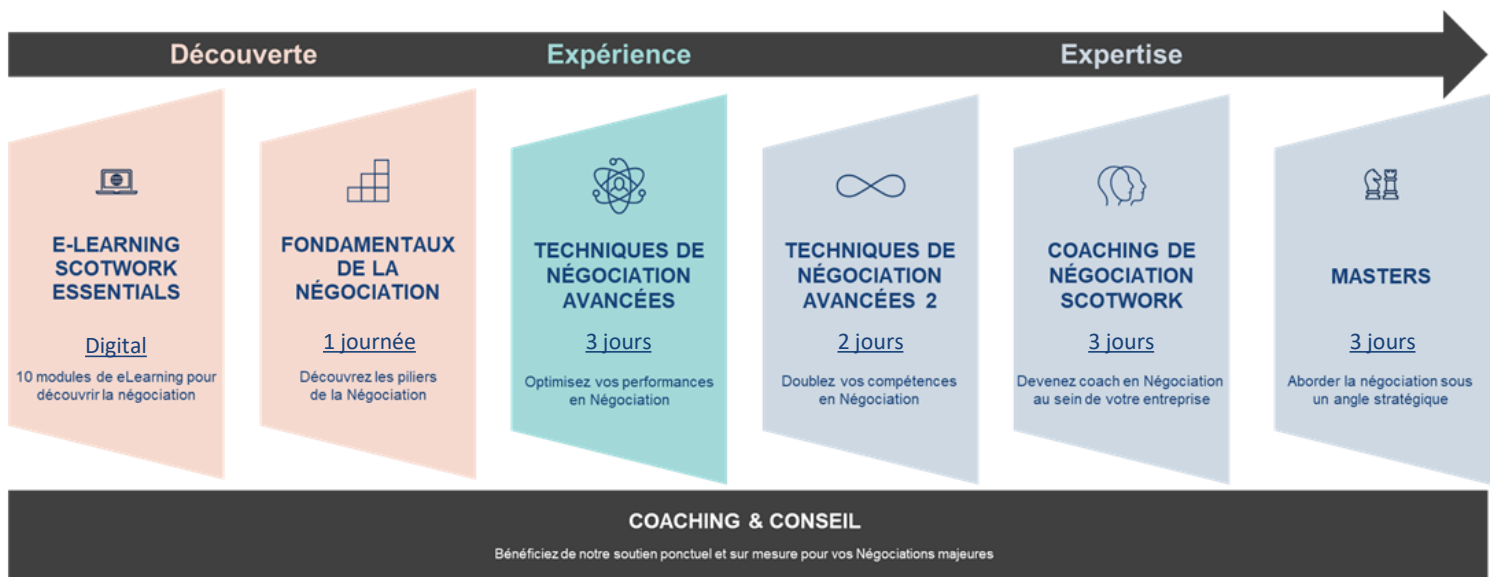 Découverte
Expérience
Expertise
E-LEARNING
SCOTWORK
ESSENTIALS
Digital
10 modules de eLearning pour
découvrir la négociation
FONDAMENTAUX
DE LA
NÉGOCIATION
1 journée
Découvrez les piliers
de la Négociation
TECHNIQUES DE
NÉGOCIATION
AVANCÉES
3 jours
Optimisez vos performances
en Négociation
TECHNIQUES DE
NÉGOCIATION
AVANCÉES 2
2 jours
Doublez vos compétences
en Négociation
COACHING DE
NÉGOCIATION
SCOTWORK
3 jours
Devenez coach en Négociation
au sein de votre entreprise
MASTERS
3 jours
Aborder la négociation sous
un angle stratégique
COACHING & CONSEIL
Bénéficiez de notre soutien ponctuel et sur mesure pour vos Négociations majeures